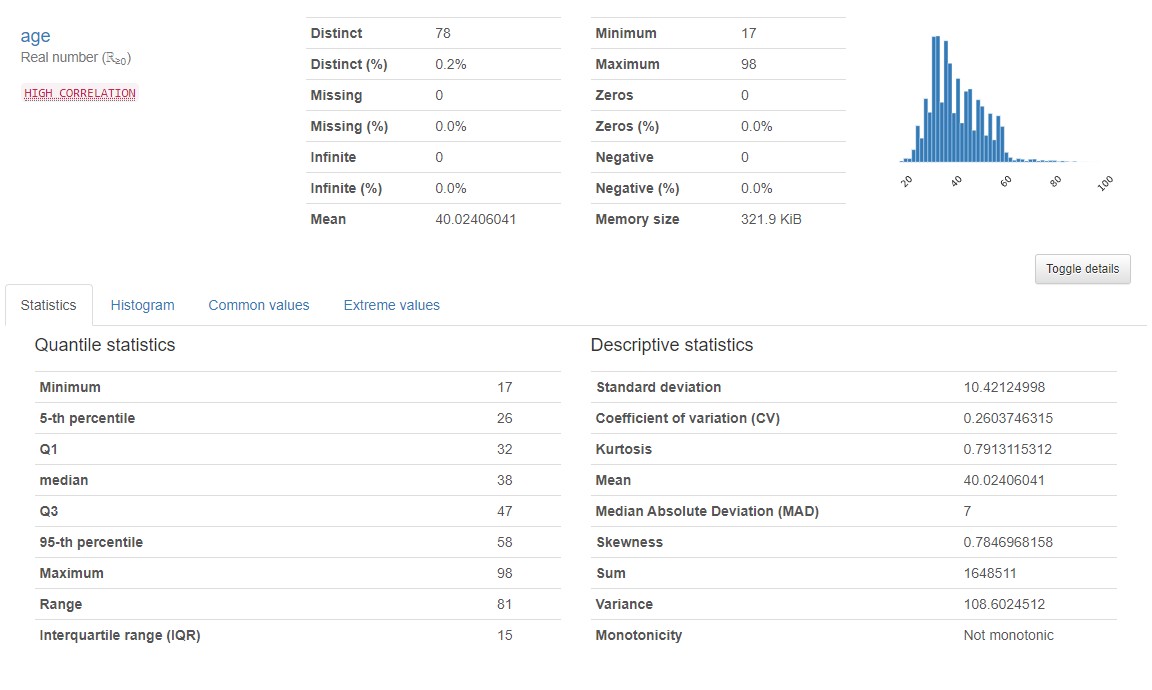 age
Real number (ℝ≥0)
HIGH CORRELATION
Distinct 78
Distinct (%) 0.2%
Missing 0
Missing (%) 0.0%
Infinite 0
Infinite (%) 0.0%
Mean 40.02406041
Minimum 17
Maximum 98
Zeros 0
Zeros (%) 0.0%
Negative 0
Negative (%) 0.0%
Memory size 321.9 KiB
20 40 60 80 100
Toggle details
Statistics Histogram Common values Extreme values
Quantile statistics
Minimum 17
5-th percentile 26
Q1 32
median 38
Q3 47
95-th percentile 58
Maximum 98
Range 81
Interquartile range (IQR) 15
Descriptive statistics
Standard deviation 10.42124998
Coefficient of variation (CV) 0.2603746315
Kurtosis 0.7913115312
Mean 40.02406041
Median Absolute Deviation (MAD) 7
Skewness 0.7846968158
Sum 1648511
Variance 108.6024512
Monotonicity Not monotonic